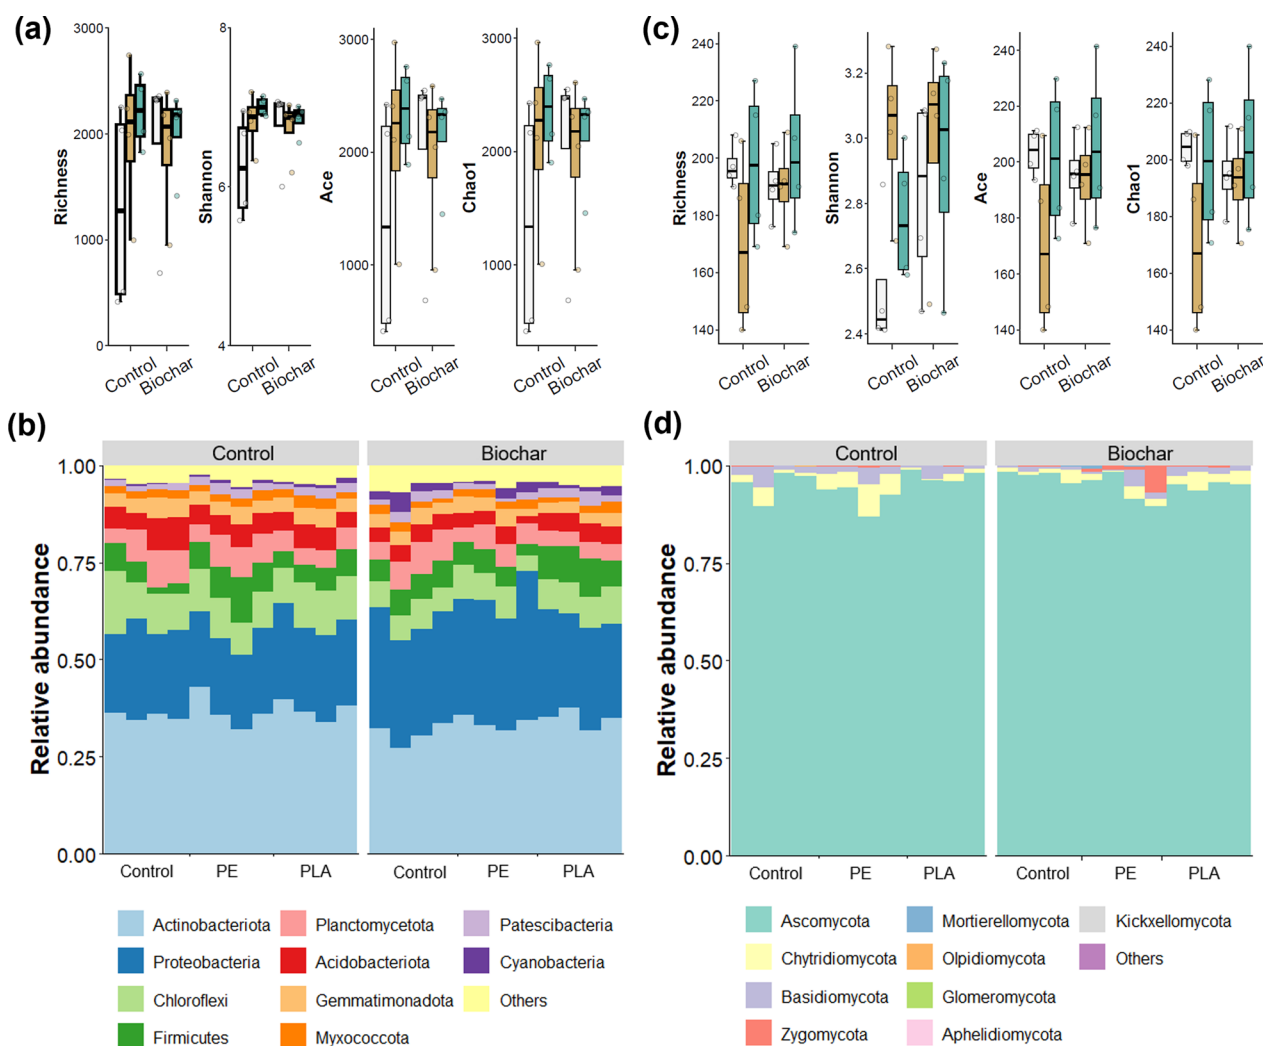 (a)
Richness
3000
2000
1000
0
Control
Biochar
Shannon
8
6
4
Control
Biochar
Ace
3000
2000
1000
Control
Biochar
Chao1
3000
2000
1000
Control
Biochar
(c)
Richness
240
220
200
180
160
140
Control
Biochar
Shannon
3.2
3.0
2.8
2.6
2.4
Control
Biochar
Ace
240
220
200
180
160
140
Control
Biochar
Chao1
240
220
200
180
160
140
Control
Biochar
(b)
Control
Biochar
Relative abundance
1.00
0.75
0.50
0.25
0.00
Control PE PLA
Control PE PLA
Actinobacteriota
Proteobacteria
Chloroflexi
Firmicutes
Planctomycetota
Acidobacteriota
Gemmatimonadota
Myxococcota
Patescibacteria
Cyanobacteria
Others
(d)
Control
Biochar
Relative abundance
1.00
0.75
0.50
0.25
0.00
Control PE PLA
Control PE PLA
Ascomycota
Chytridiomycota
Basidiomycota
Zygomycota
Mortierellomycota
Olpidiomycota
Glomeromycota
Aphelidiomycota
Kickxellomycota
Others